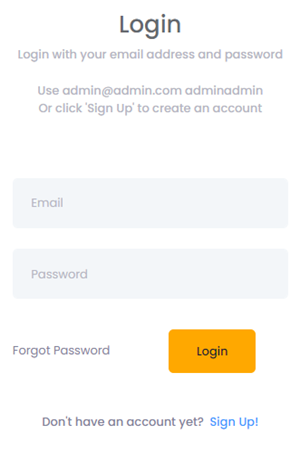 Login
Login with your email address and password
Use admin@admin.com adminadmin
Or click 'Sign Up' to create an account
Email
Password
Forgot Password
Login
Don't have an account yet? Sign Up!